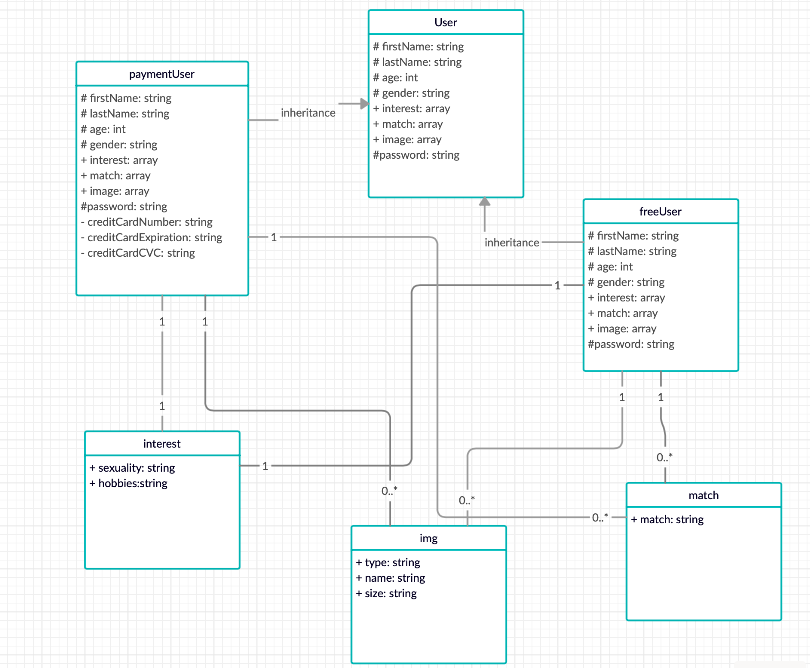 User
# firstName: string
# lastName: string
# age: int
# gender: string
+ interest: array
+ match: array
+ image: array
#password: string
paymentUser
# firstName: string
# lastName: string
# age: int
# gender: string
+ interest: array
+ match: array
+ image: array
#password: string
- creditCardNumber: string
- creditCardExpiration: string
- creditCardCVC: string
inheritance
freeUser
# firstName: string
# lastName: string
# age: int
# gender: string
+ interest: array
+ match: array
+ image: array
#password: string
inheritance
1
1
1
1
1
1
1
interest
+ sexuality: string
+ hobbies:string
1
0..*
0..*
0..*
0..*
img
+ type: string
+ name: string
+ size: string
match
+ match: string